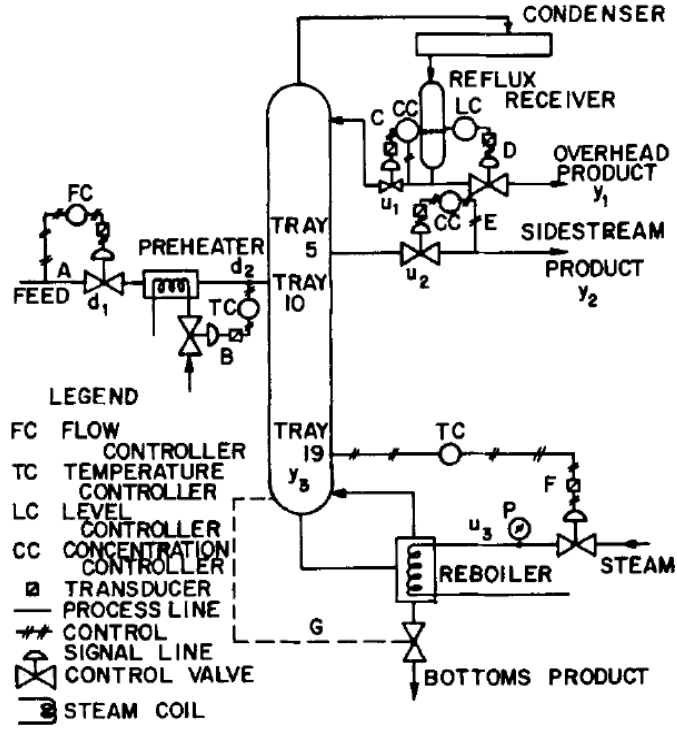 CONDENSER
REFLUX
RECEIVER
C
CC
LC
D
OVERHEAD
PRODUCT
y1
u1
FC
PREHEATER
TRAY
5
CC
E
SIDESTREAM
PRODUCT
y2
u2
A
FEED
d1
d2
TRAY
10
TC
B
LEGEND
FC FLOW
CONTROLLER
TC TEMPERATURE
CONTROLLER
LC LEVEL
CONTROLLER
CC CONCENTRATION
CONTROLLER
TRANSDUCER
PROCESS LINE
CONTROL
SIGNAL LINE
CONTROL VALVE
STEAM COIL
TRAY
19
y3
TC
F
P
u3
STEAM
REBOILER
G
BOTTOMS PRODUCT